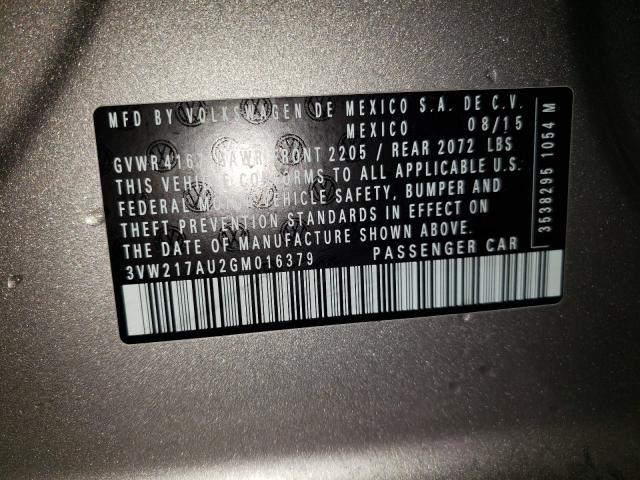 MFD BY VOLKSWAGEN DE MEXICO S.A. DE C.V.
MEXICO 08/15
GVWR 4167 GAWR FRONT 2205 / REAR 2072 LBS
THIS VEHICLE CONFORMS TO ALL APPLICABLE U.S.
FEDERAL MOTOR VEHICLE SAFETY, BUMPER AND
THEFT PREVENTION STANDARDS IN EFFECT ON
THE DATE OF MANUFACTURE SHOWN ABOVE.
3VW217AU2GM016379 PASSENGER CAR
3538295 1054 M